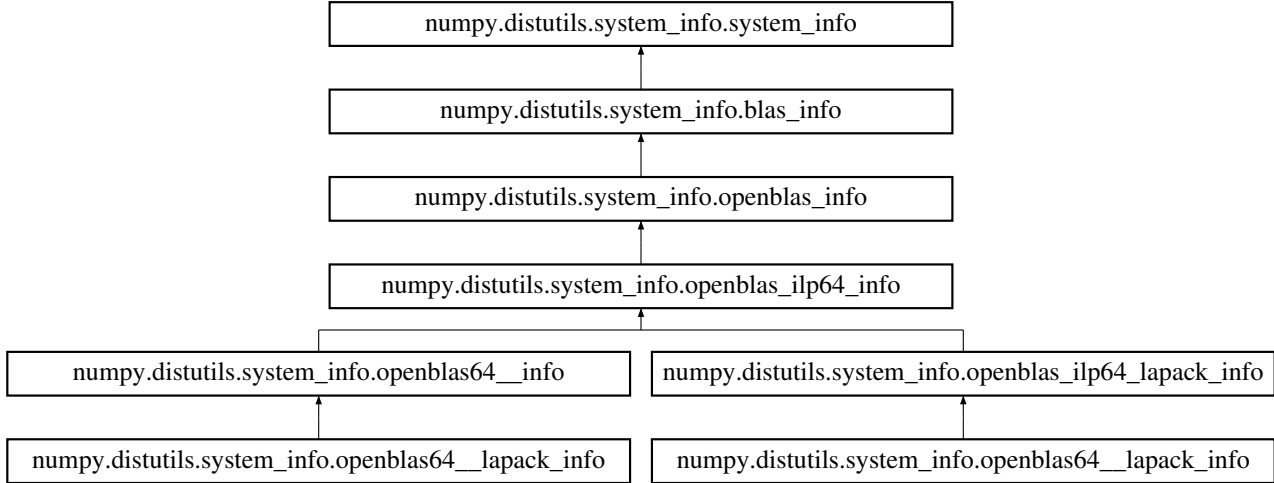 numpy.distutils.system_info.system_info
numpy.distutils.system_info.blas_info
numpy.distutils.system_info.openblas_info
numpy.distutils.system_info.openblas_ilp64_info
numpy.distutils.system_info.openblas64__info
numpy.distutils.system_info.openblas_ilp64_lapack_info
numpy.distutils.system_info.openblas64__lapack_info
numpy.distutils.system_info.openblas64__lapack_info